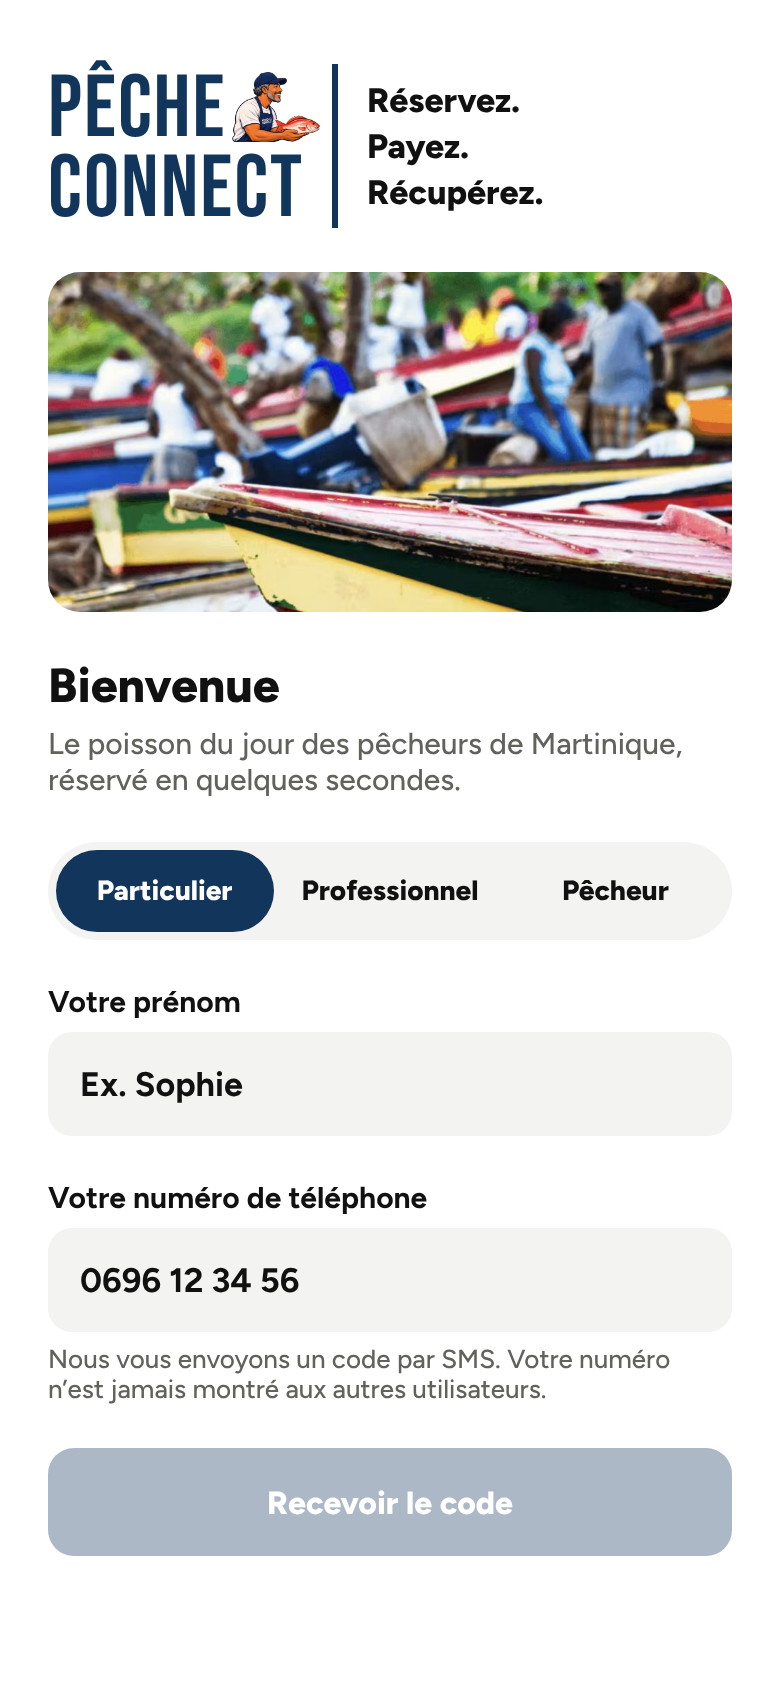 PÊCHE
CONNECT
Réservez.
Payez.
Récupérez.
Bienvenue
Le poisson du jour des pêcheurs de Martinique,
réservé en quelques secondes.
Particulier Professionnel Pêcheur
Votre prénom
Ex. Sophie
Votre numéro de téléphone
0696 12 34 56
Nous vous envoyons un code par SMS. Votre numéro
n’est jamais montré aux autres utilisateurs.
Recevoir le code